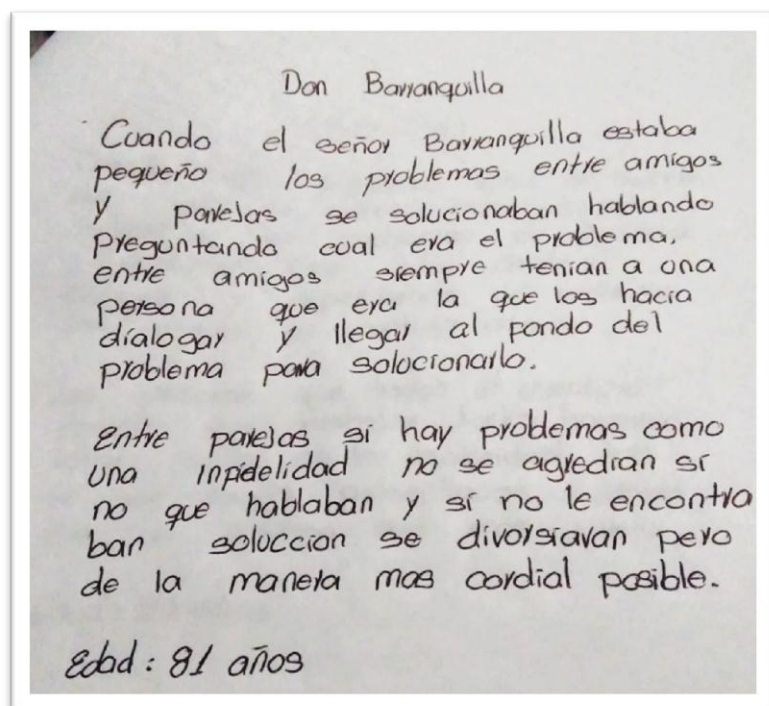 Don Barranquilla
Cuando el señor Barranquilla estaba
pequeño los problemas entre amigos
y parejas se solucionaban hablando
preguntando cual era el problema,
entre amigos siempre tenian a una
persona que era la que los hacia
dialogar y llegar al pondo del
problema para solucionarlo.
Entre parejas si hay problemas como
una inpidelidad no se agredian si
no que hablaban y si no le encontra
ban soluccion se divorsiavan pero
de la manera mas cordial posible.
Edad: 81 años